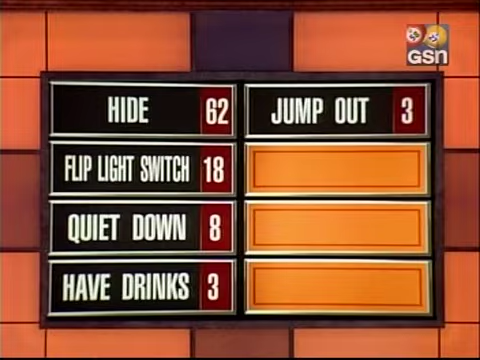 GSN
HIDE 62
FLIP LIGHT SWITCH 18
QUIET DOWN 8
HAVE DRINKS 3
JUMP OUT 3